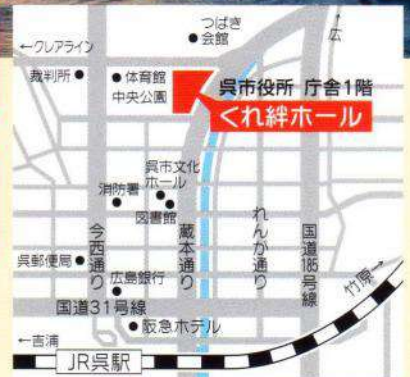 つばき
会館
広
←クレアライン
裁判所
体育館
中央公園
呉市役所 庁舎1階
くれ絆ホール
呉市文化
ホール
消防署
図書館
今西通り
蔵本通り
れんが通り
国道185号線
呉郵便局
広島銀行
竹原→
国道31号線
阪急ホテル
←吉浦
JR呉駅